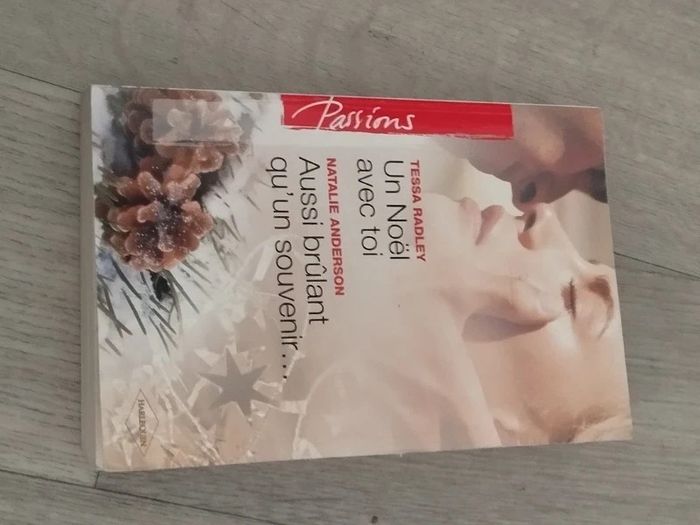 Passions
TESSA RADLEY
Un Noël
avec toi
NATALIE ANDERSON
Aussi brûlant
qu'un souvenir...
HARLEQUIN